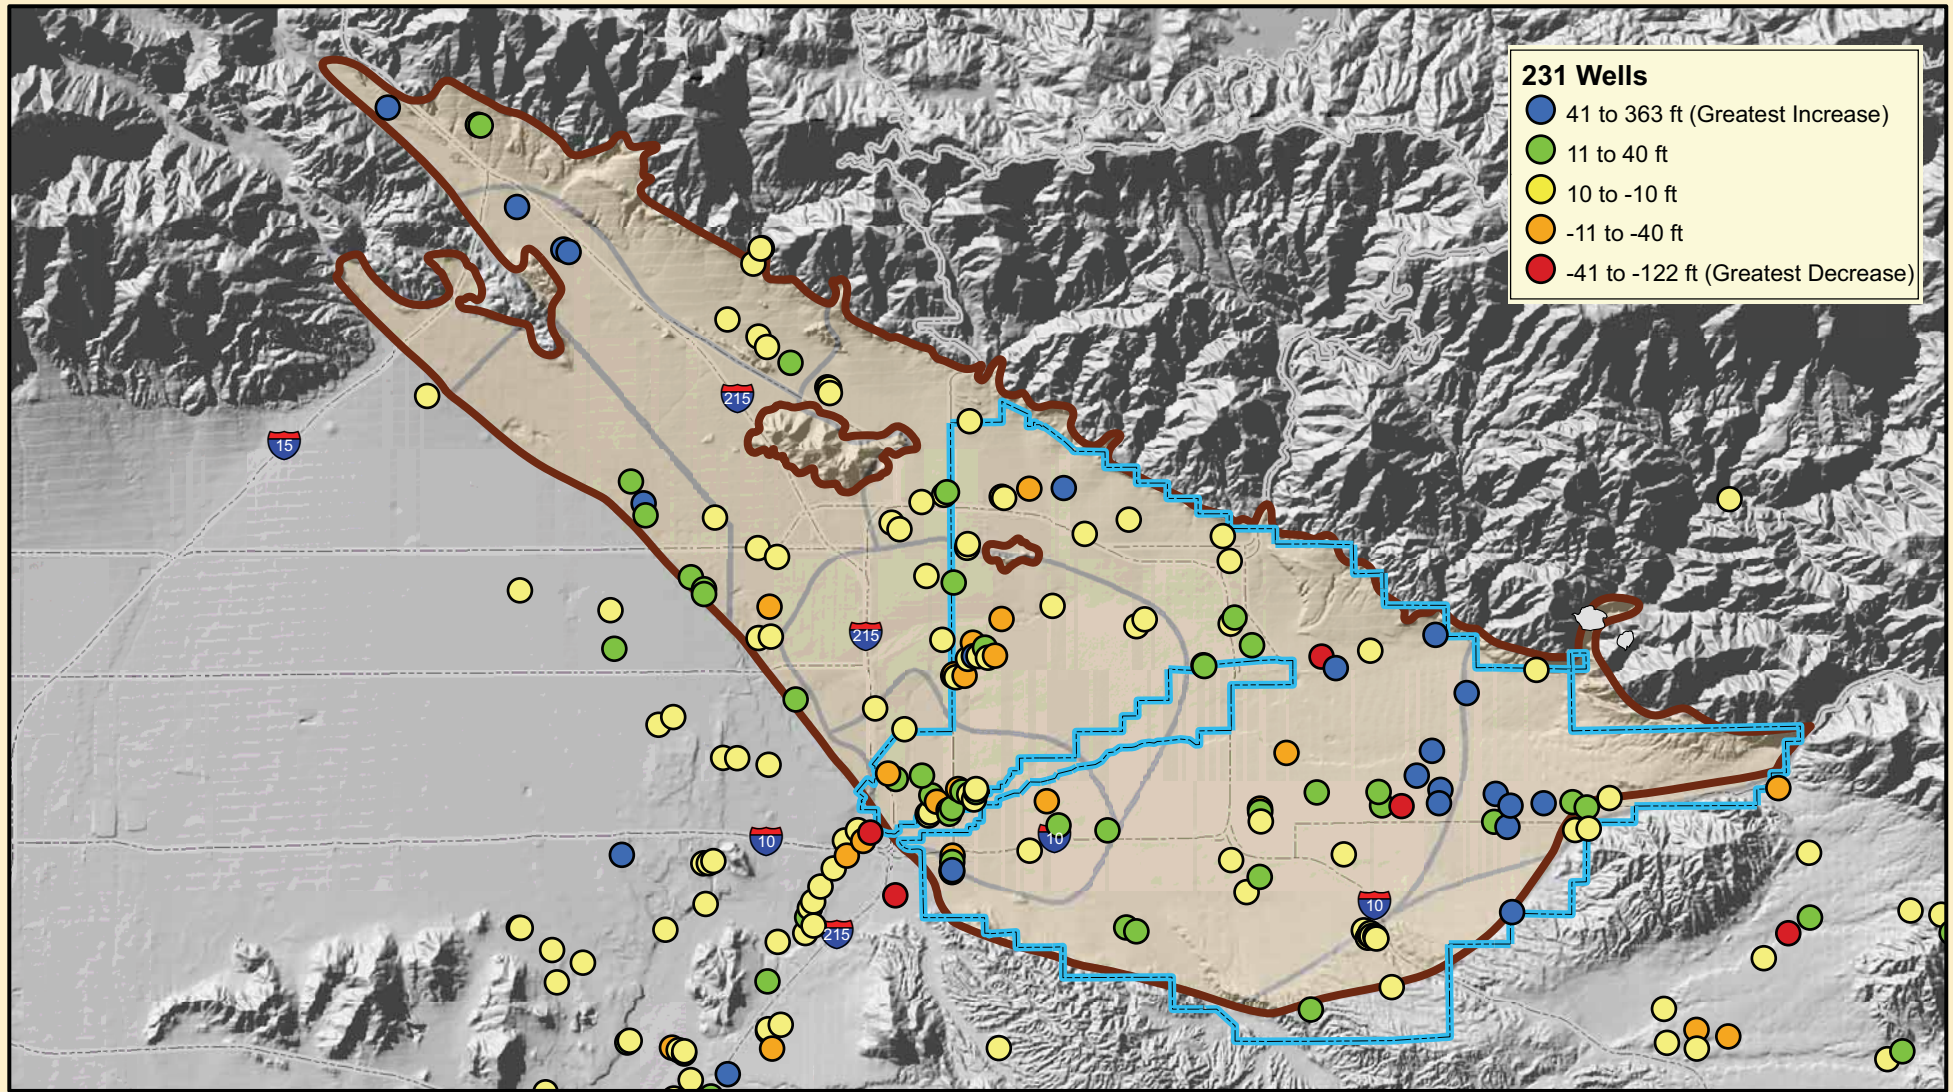 231 Wells
41 to 363 ft (Greatest Increase)
11 to 40 ft
10 to -10 ft
-11 to -40 ft
-41 to -122 ft (Greatest Decrease)
215
15
215
10
10
10
215